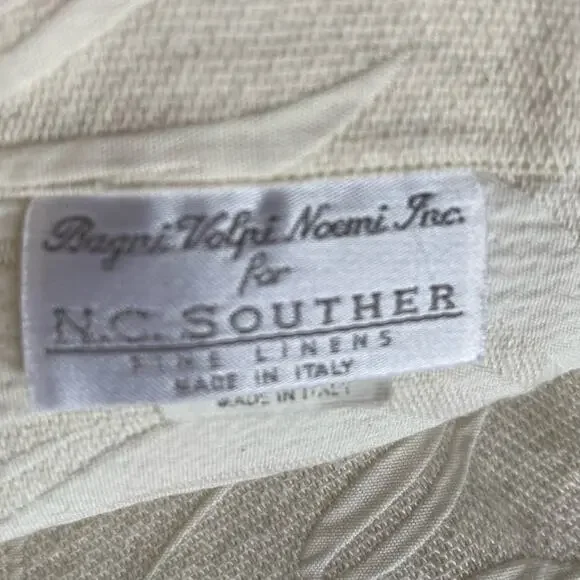 Bagni Volpi Noemi Inc.
for
N.C. SOUTHER
FINE LINENS
MADE IN ITALY
MADE IN ITALY